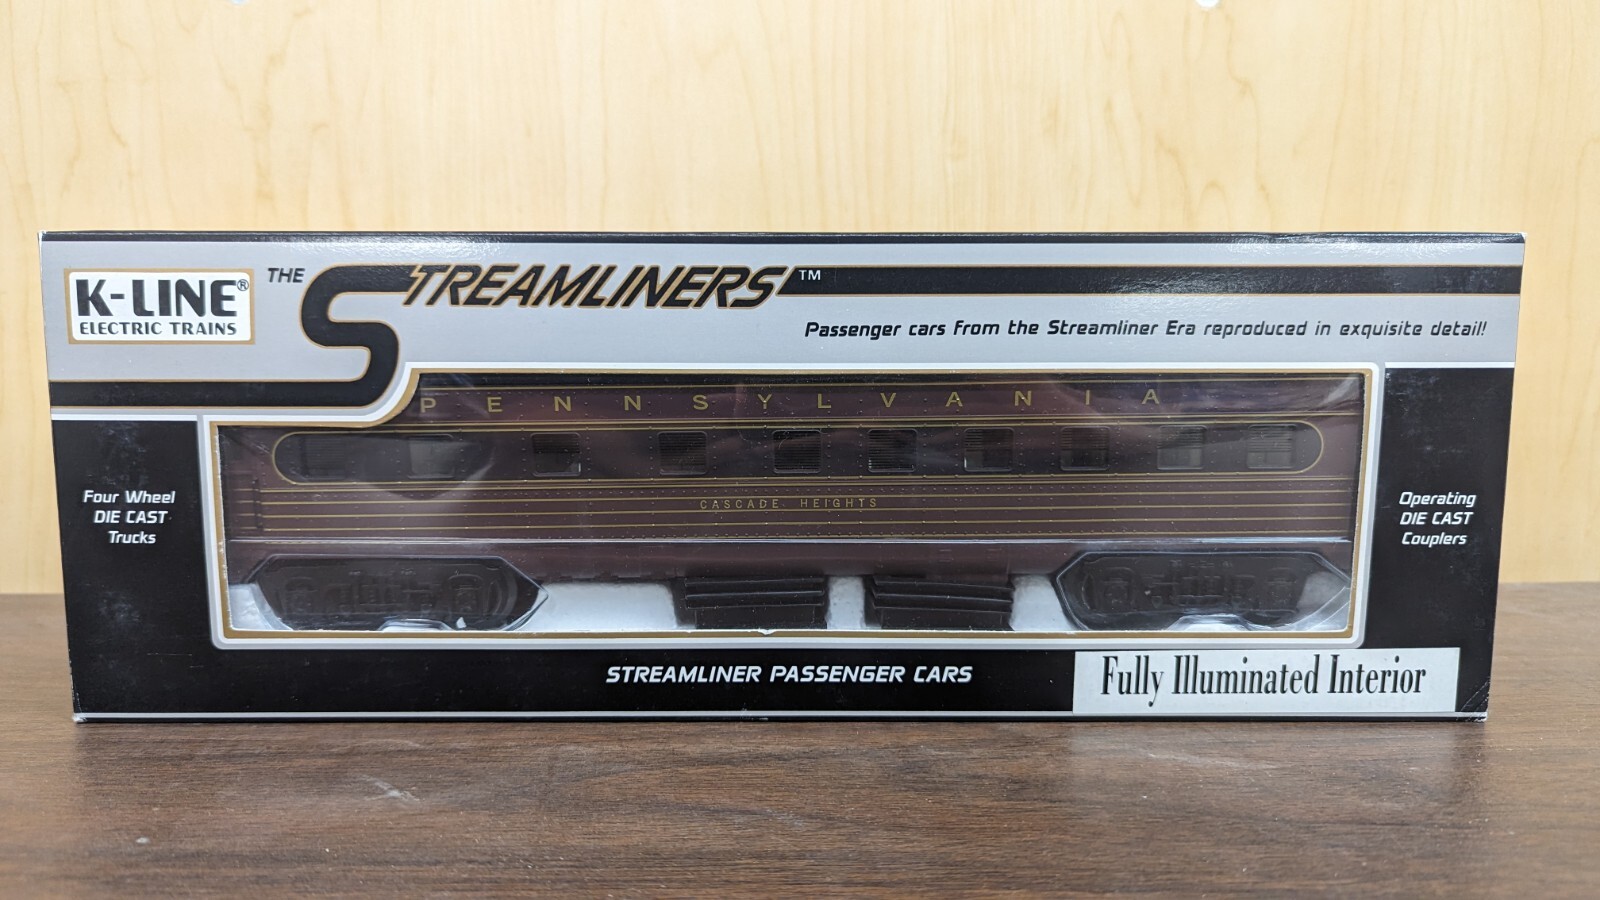 K-LINE®
ELECTRIC TRAINS
THE STREAMLINERS™
Passenger cars from the Streamliner Era reproduced in exquisite detail!
PENNSYLVANIA
CASCADE HEIGHTS
Four Wheel
DIE CAST
Trucks
Operating
DIE CAST
Couplers
STREAMLINER PASSENGER CARS
Fully Illuminated Interior